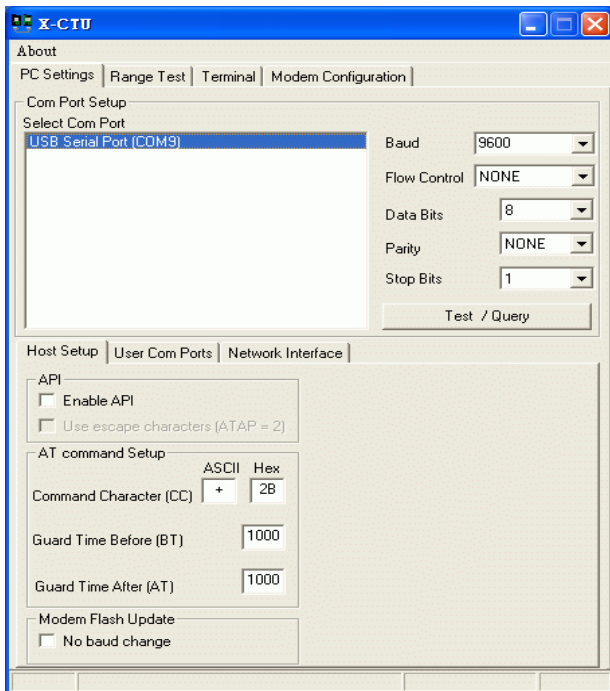 X-CTU
About
PC Settings Range Test Terminal Modem Configuration
Com Port Setup
Select Com Port
USB Serial Port (COM9)
Baud 9600
Flow Control NONE
Data Bits 8
Parity NONE
Stop Bits 1
Test / Query
Host Setup User Com Ports Network Interface
API
Enable API
Use escape characters (ATAP = 2)
AT command Setup
ASCII Hex
Command Character (CC) + 2B
Guard Time Before (BT) 1000
Guard Time After (AT) 1000
Modem Flash Update
No baud change